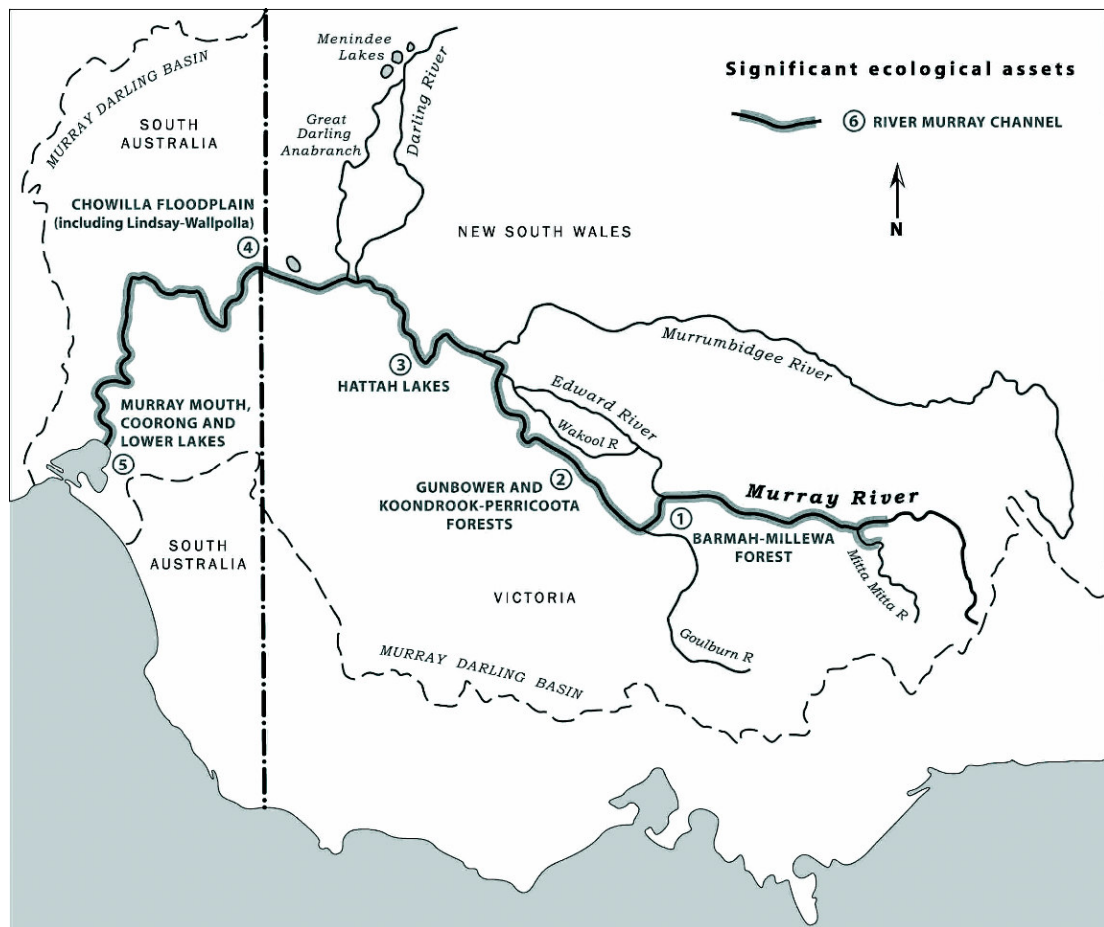 Menindee
Lakes
MURRAY DARLING BASIN
Darling River
Significant ecological assets
⑥ RIVER MURRAY CHANNEL
SOUTH
AUSTRALIA
Great
Darling
Anabranch
N
CHOWILLA FLOODPLAIN
(including Lindsay-Wallpolla)
④
NEW SOUTH WALES
Murrumbidgee River
③
HATTAH LAKES
Edward River
MURRAY MOUTH,
COORONG AND
LOWER LAKES
⑤
Wakool R
②
GUNBOWER AND
KOONDROOK-PERRICOOTA
FORESTS
Murray River
①
BARMAH-MILLEWA
FOREST
SOUTH
AUSTRALIA
Mitta Mitta R
VICTORIA
Goulburn R
MURRAY DARLING BASIN